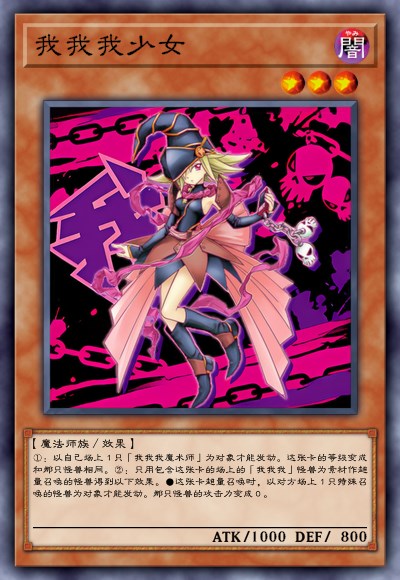 我我我少女
やみ
闇
【魔法师族/效果】
①：以自己场上1只「我我我魔术师」为对象才能发动。这张卡的等级变成
和那只怪兽相同。②：只用包含这张卡的场上的「我我我」怪兽为素材作超
量召唤的怪兽得到以下效果。●这张卡超量召唤时，以对方场上1只特殊召
唤的怪兽为对象才能发动。那只怪兽的攻击力变成0。
ATK/1000 DEF/ 800